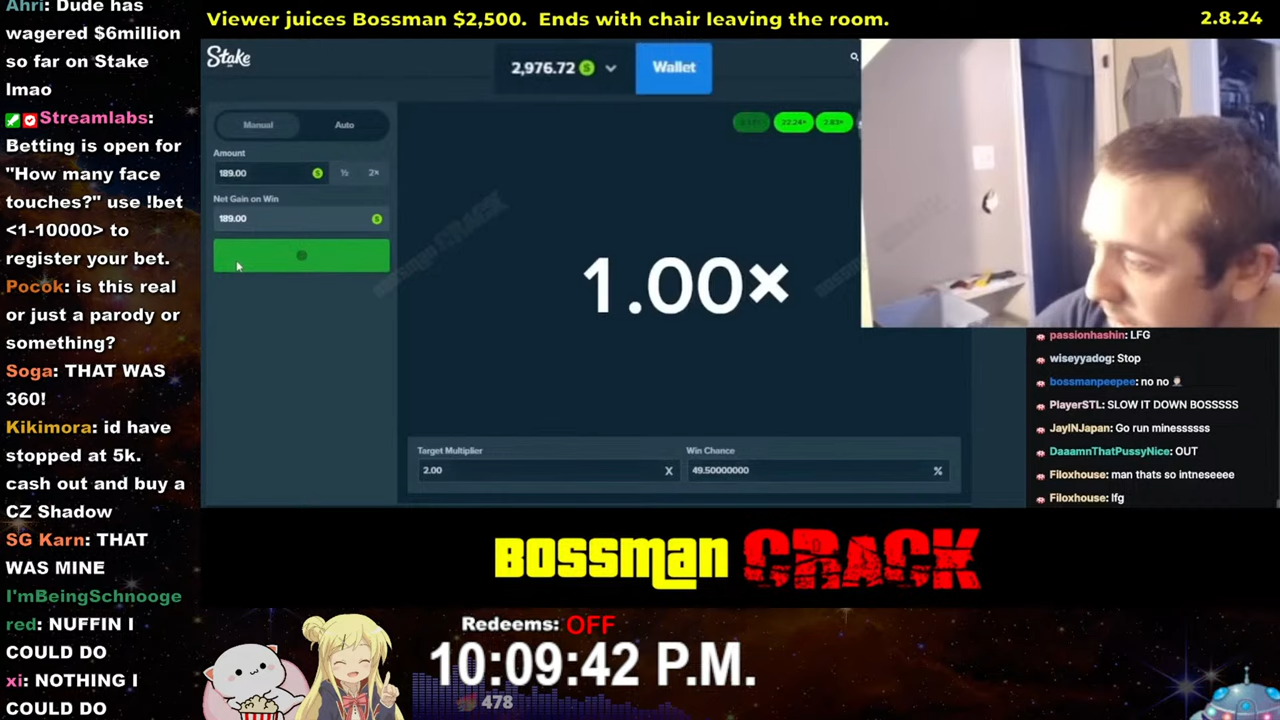 Viewer juices Bossman $2,500. Ends with chair leaving the room.
2.8.24
Ahri: Dude has
wagered $6million
so far on Stake
lmao
Streamlabs:
Betting is open for
"How many face
touches?" use !bet
<1-10000> to
register your bet.
Pocok: is this real
or just a parody or
something?
Soga: THAT WAS
360!
Kikimora: id have
stopped at 5k.
cash out and buy a
CZ Shadow
SG Karn: THAT
WAS MINE
I'mBeingSchnooge
red: NUFFIN I
COULD DO
xi: NOTHING I
COULD DO
Stake
2,976.72
Wallet
Manual
Auto
Amount
189.00
½
2×
Net Gain on Win
189.00
22.24×
2.83×
BOSSMAN CRACK
1.00×
Target Multiplier
2.00
X
Win Chance
49.50000000
%
passionhashin: LFG
wiseyyadog: Stop
bossmanpeepee: no no
PlayerSTL: SLOW IT DOWN BOSSSSS
JayINJapan: Go run minesssss
DaaamnThatPussyNice: OUT
Filoxhouse: man thats so intneseeee
Filoxhouse: lfg
BOSSMAN CRACK
Redeems: OFF
10:09:42 P.M.
478